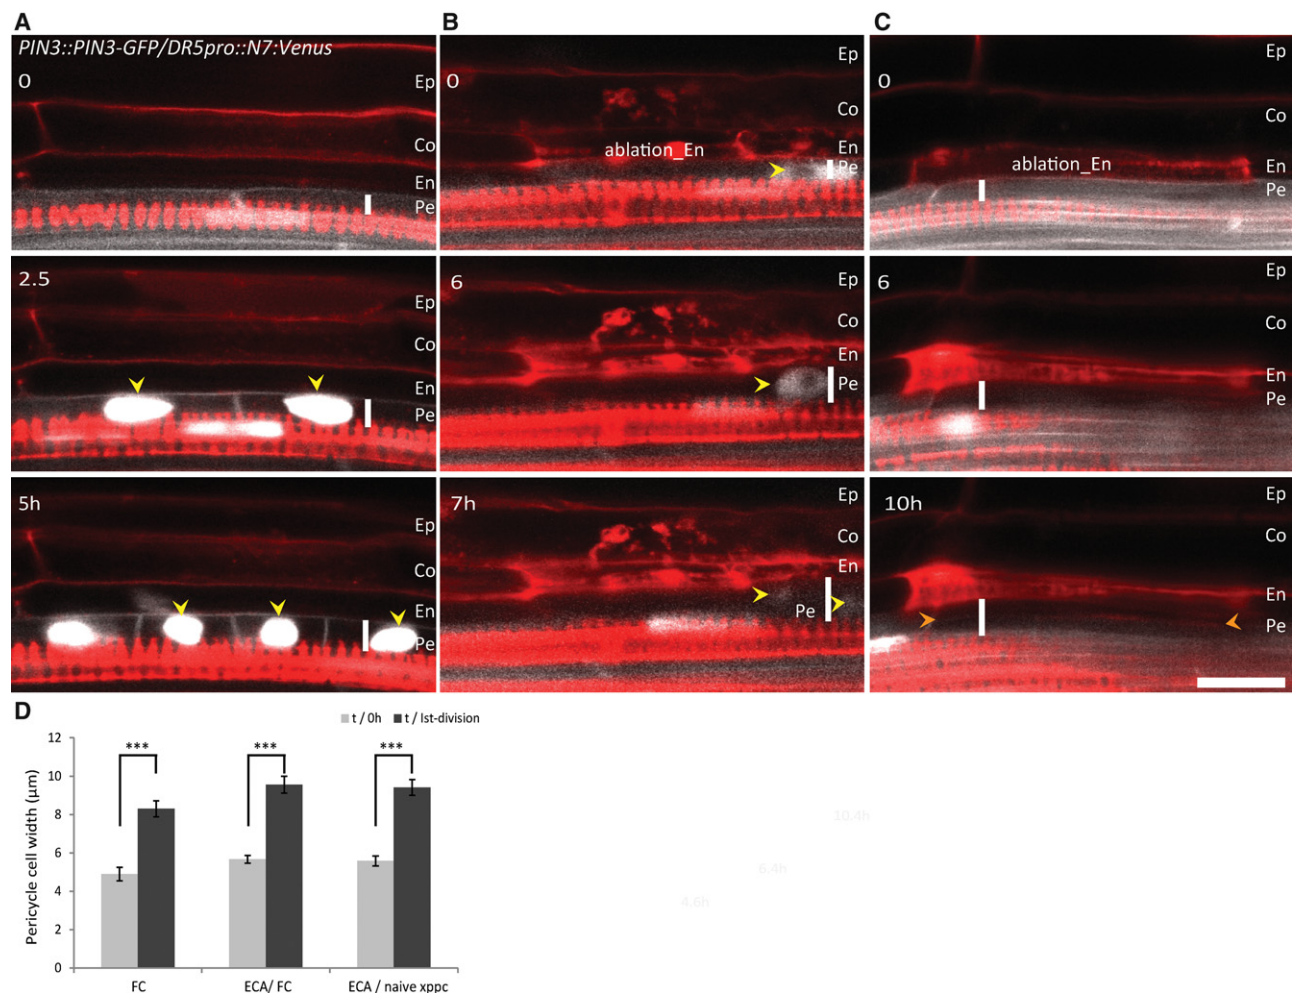 A
B
C
PIN3::PIN3-GFP/DR5pro::N7:Venus
0
Ep
Co
En
Pe
2.5
Ep
Co
En
Pe
5h
Ep
Co
En
Pe
0
Ep
Co
ablation_En
En
Pe
6
Ep
Co
En
Pe
7h
Ep
Co
En
Pe
0
Ep
Co
ablation_En
En
Pe
6
Ep
Co
En
Pe
10h
Ep
Co
En
Pe
D
t / 0h
t / Ist-division
Pericycle cell width (µm)
12
10
8
6
4
2
0
***
***
***
FC
ECA/ FC
ECA / naive xppc
10.4h
6.4h
4.6h